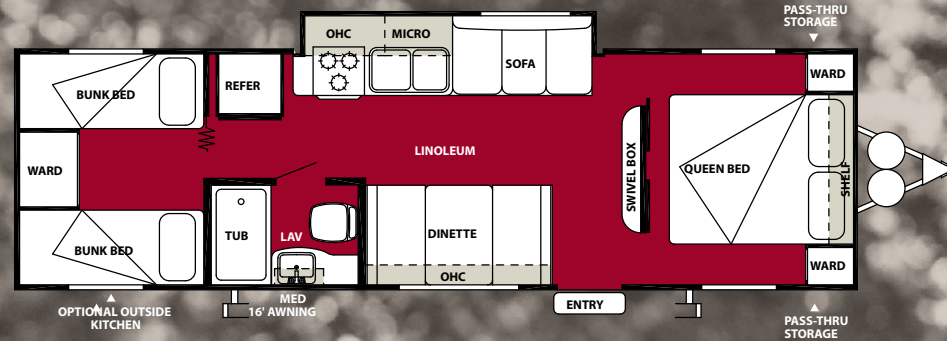 PASS-THRU
STORAGE
OHC
MICRO
SOFA
WARD
BUNK BED
REFER
LINOLEUM
WARD
SWIVEL BOX
QUEEN BED
SHELF
TUB
LAV
DINETTE
BUNK BED
OHC
WARD
MED
16' AWNING
ENTRY
OPTIONAL OUTSIDE
KITCHEN
PASS-THRU
STORAGE